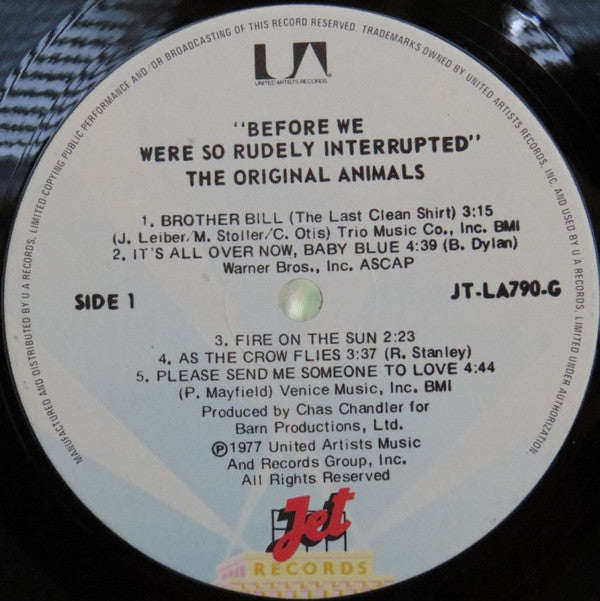 MANUFACTURED AND DISTRIBUTED BY U A RECORDS, LIMITED-COPYING PUBLIC PERFORMANCE AND/OR BROADCASTING OF THIS RECORD RESERVED. TRADEMARKS OWNED BY UNITED ARTISTS RECORDS, INC. AND USED BY U A RECORDS, LIMITED UNDER AUTHORIZATION.
UA
UNITED ARTISTS RECORDS
"BEFORE WE
WERE SO RUDELY INTERRUPTED"
THE ORIGINAL ANIMALS
1. BROTHER BILL (The Last Clean Shirt) 3:15
(J. Leiber/M. Stoller/C. Otis) Trio Music Co., Inc. BMI
2. IT'S ALL OVER NOW, BABY BLUE 4:39 (B. Dylan)
Warner Bros., Inc. ASCAP
SIDE 1
JT-LA790-G
3. FIRE ON THE SUN 2:23
4. AS THE CROW FLIES 3:37 (R. Stanley)
5. PLEASE SEND ME SOMEONE TO LOVE 4:44
(P. Mayfield) Venice Music, Inc. BMI
Produced by Chas Chandler for
Barn Productions, Ltd.
Ⓟ1977 United Artists Music
And Records Group, Inc.
All Rights Reserved
Jet
RECORDS